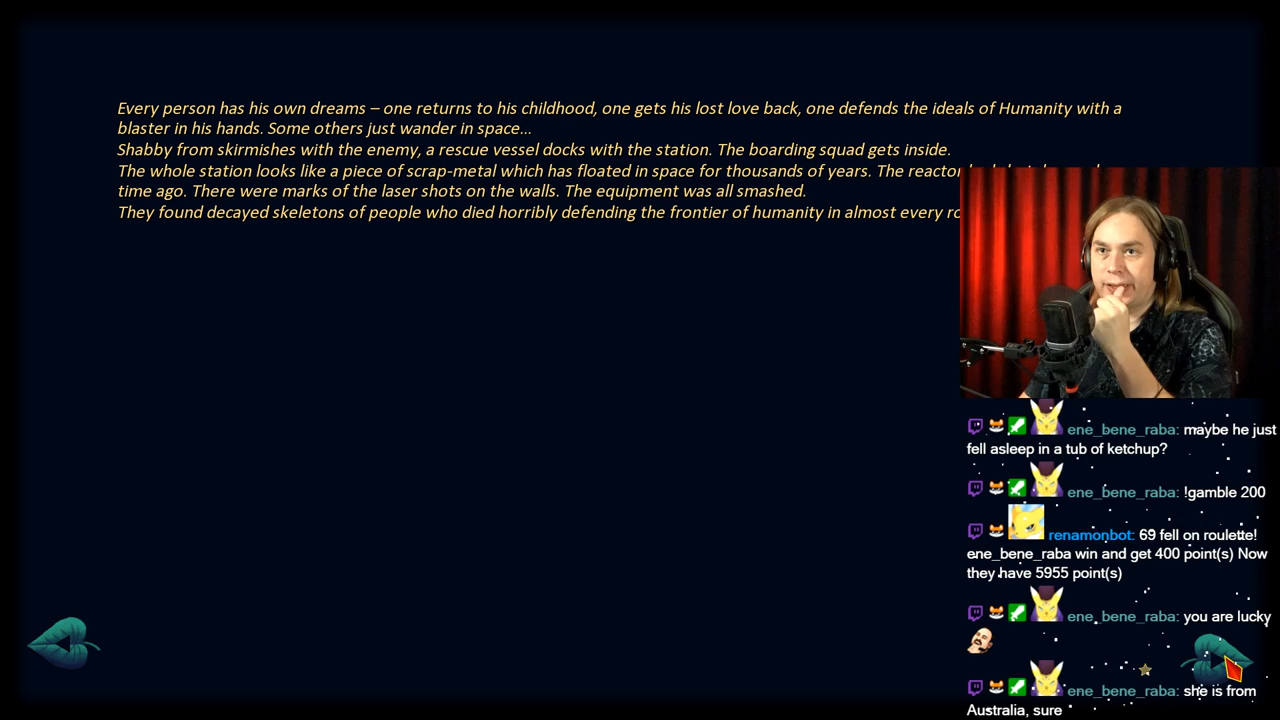 Every person has his own dreams – one returns to his childhood, one gets his lost love back, one defends the ideals of Humanity with a
blaster in his hands. Some others just wander in space...
Shabby from skirmishes with the enemy, a rescue vessel docks with the station. The boarding squad gets inside.
The whole station looks like a piece of scrap-metal which has floated in space for thousands of years. The reactor
time ago. There were marks of the laser shots on the walls. The equipment was all smashed.
They found decayed skeletons of people who died horribly defending the frontier of humanity in almost every
ene_bene_raba: maybe he just
fell asleep in a tub of ketchup?
ene_bene_raba: !gamble 200
renamonbot: 69 fell on roulette!
ene_bene_raba win and get 400 point(s) Now
they have 5955 point(s)
ene_bene_raba: you are lucky
ene_bene_raba: she is from
Australia, sure